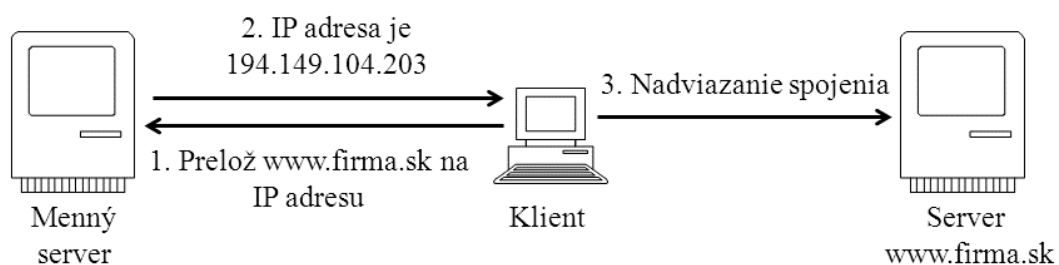 2. IP adresa je
194.149.104.203
3. Nadviazanie spojenia
1. Prelož www.firma.sk na
IP adresu
Menný
server
Klient
Server
www.firma.sk